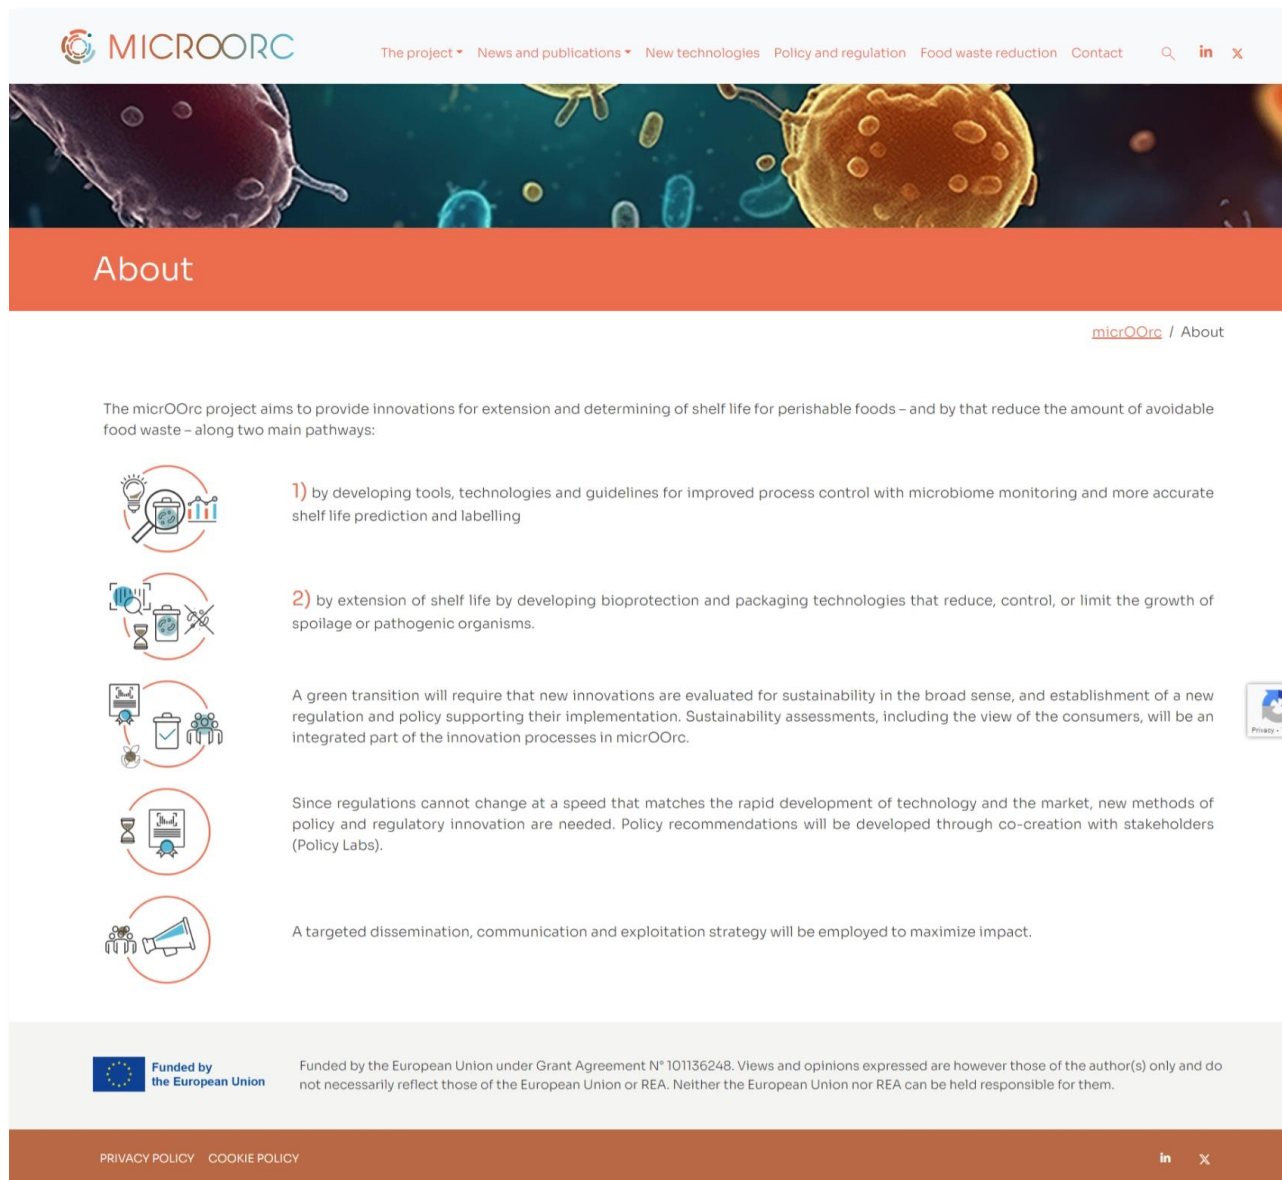 MICROORC
The project News and publications New technologies Policy and regulation Food waste reduction Contact in X
About
micrOOrc / About
The micrOOrc project aims to provide innovations for extension and determining of shelf life for perishable foods – and by that reduce the amount of avoidable
food waste – along two main pathways:
1) by developing tools, technologies and guidelines for improved process control with microbiome monitoring and more accurate
shelf life prediction and labelling
2) by extension of shelf life by developing bioprotection and packaging technologies that reduce, control, or limit the growth of
spoilage or pathogenic organisms.
A green transition will require that new innovations are evaluated for sustainability in the broad sense, and establishment of a new
regulation and policy supporting their implementation. Sustainability assessments, including the view of the consumers, will be an
integrated part of the innovation processes in micrOOrc.
Privacy -
Since regulations cannot change at a speed that matches the rapid development of technology and the market, new methods of
policy and regulatory innovation are needed. Policy recommendations will be developed through co-creation with stakeholders
(Policy Labs).
A targeted dissemination, communication and exploitation strategy will be employed to maximize impact.
Funded by
the European Union
Funded by the European Union under Grant Agreement N° 101136248. Views and opinions expressed are however those of the author(s) only and do
not necessarily reflect those of the European Union or REA. Neither the European Union nor REA can be held responsible for them.
PRIVACY POLICY COOKIE POLICY in X